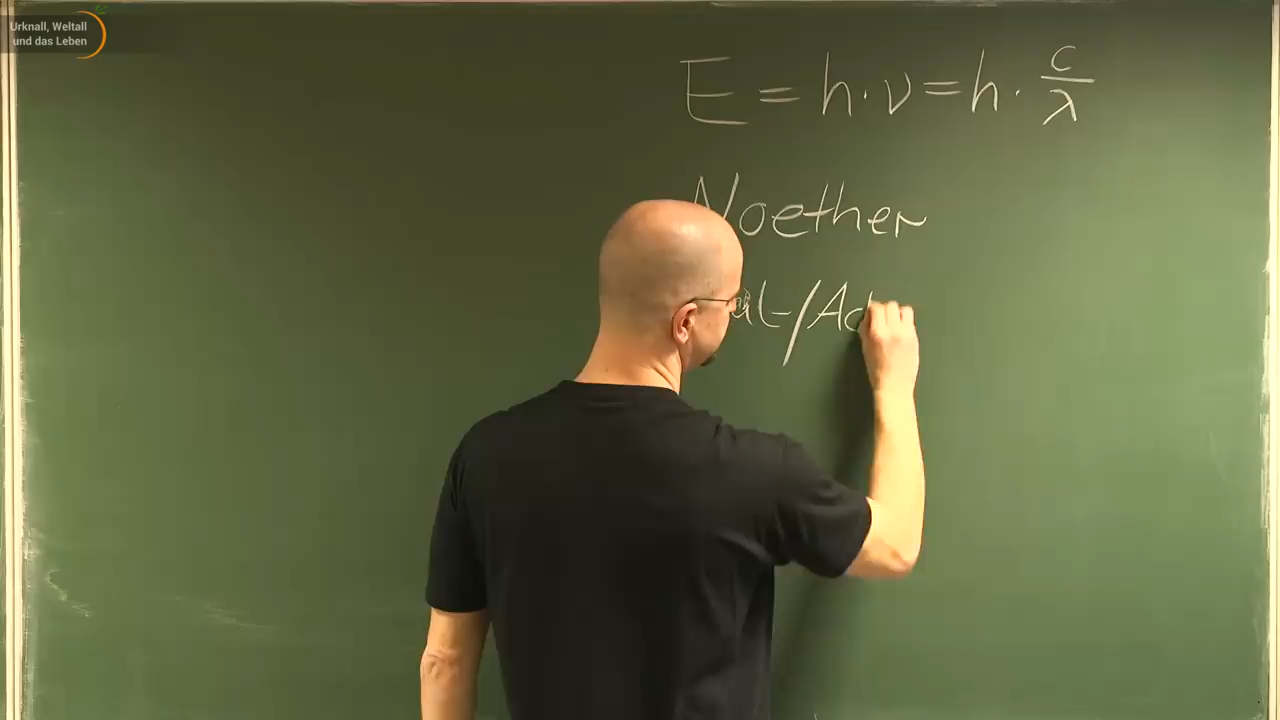 Urknall, Weltall
und das Leben
E = h·ν = h· c/λ
Noether